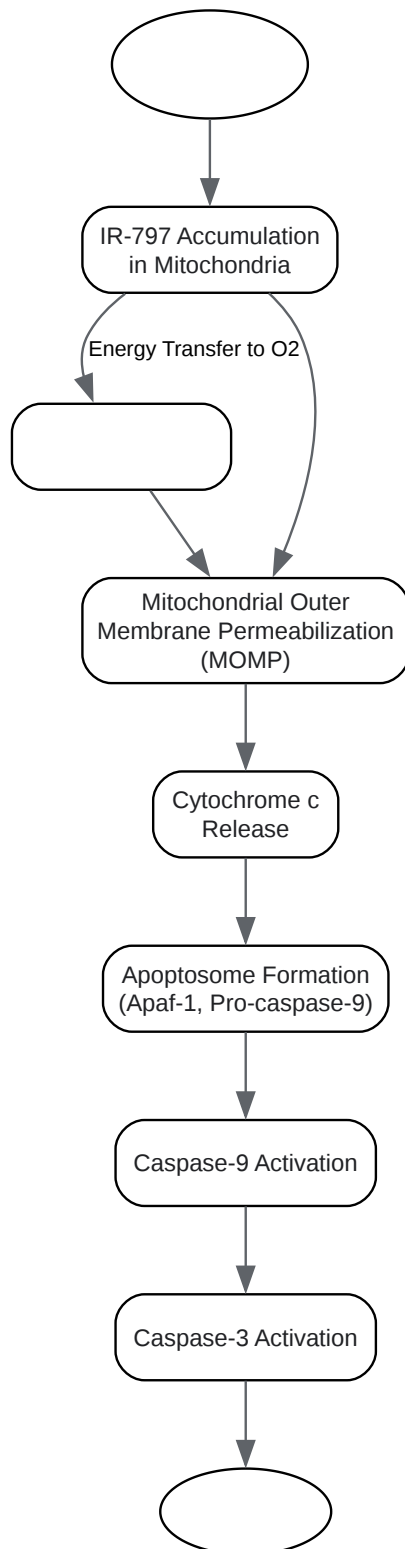 IR-797 Accumulation
in Mitochondria
Energy Transfer to O2
Mitochondrial Outer
Membrane Permeabilization
(MOMP)
Cytochrome c
Release
Apoptosome Formation
(Apaf-1, Pro-caspase-9)
Caspase-9 Activation
Caspase-3 Activation